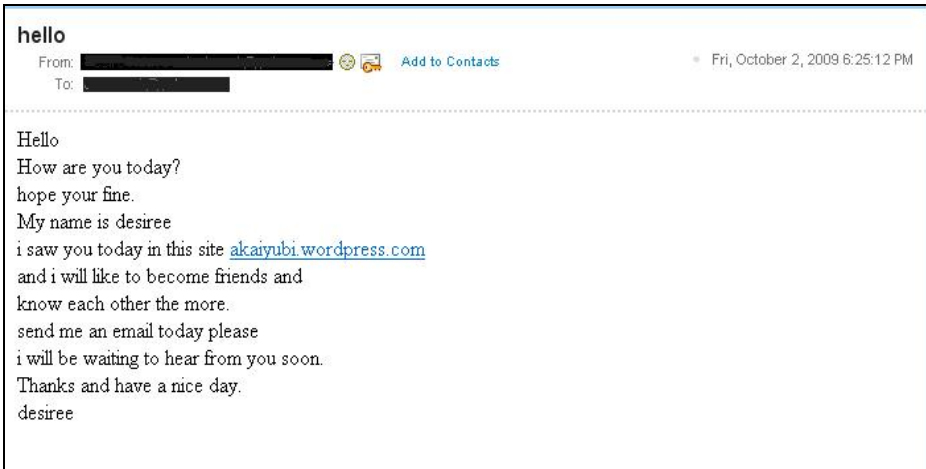 hello
From: Add to Contacts Fri, October 2, 2009 6:25:12 PM
To:
Hello
How are you today?
hope your fine.
My name is desiree
i saw you today in this site akaiyubi.wordpress.com
and i will like to become friends and
know each other the more.
send me an email today please
i will be waiting to hear from you soon.
Thanks and have a nice day.
desiree